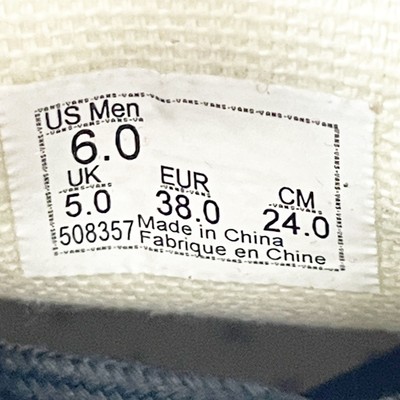 US Men
6.0
UK EUR CM
5.0 38.0 24.0
508357 Made in China
Fabrique en Chine